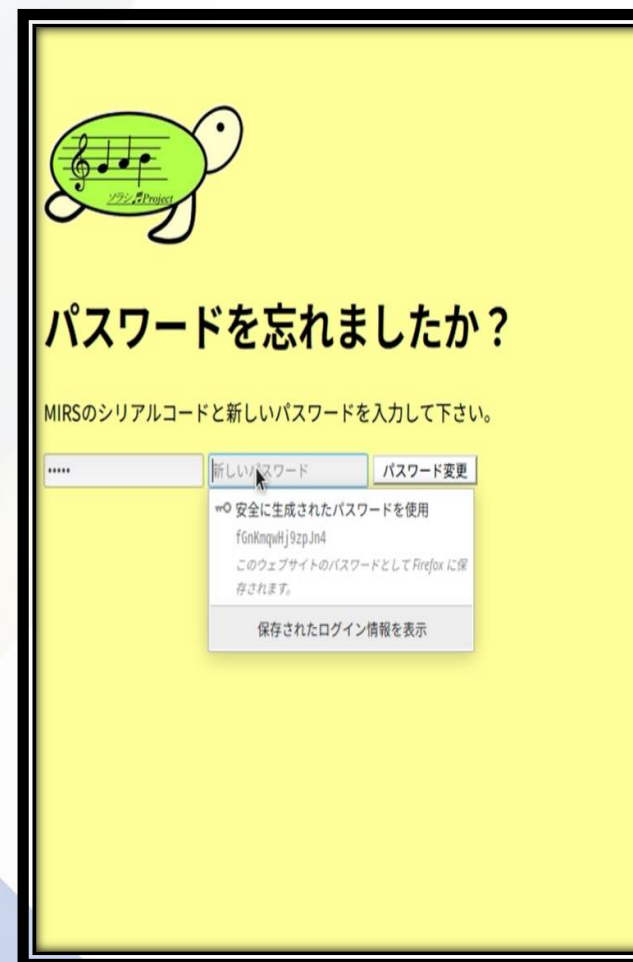 ソラシ♫Project
パスワードを忘れましたか？
MIRSのシリアルコードと新しいパスワードを入力して下さい。
•••••
新しいパスワード
パスワード変更
安全に生成されたパスワードを使用
fGnKmqwHj9zpJn4
このウェブサイトのパスワードとして Firefox に保
存されます。
保存されたログイン情報を表示